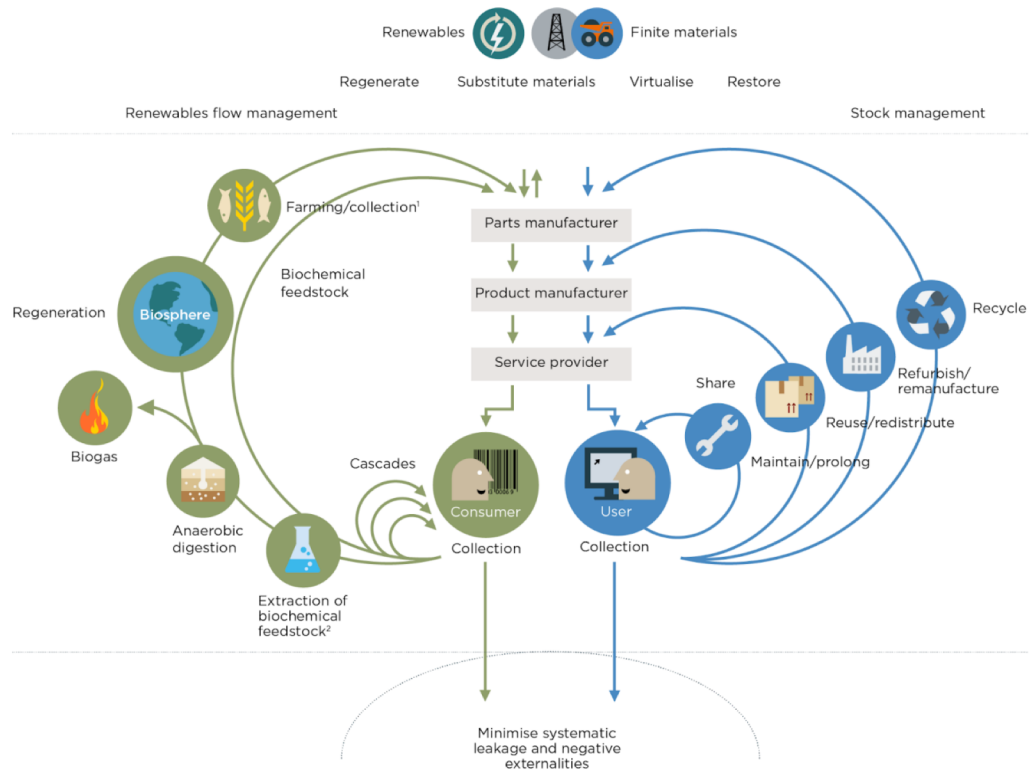 Renewables
Finite materials
Regenerate
Substitute materials
Virtualise
Restore
Renewables flow management
Stock management
Farming/collection¹
Parts manufacturer
Biochemical
feedstock
Regeneration
Biosphere
Product manufacturer
Recycle
Service provider
Share
Refurbish/
remanufacture
Reuse/redistribute
Biogas
Cascades
Maintain/prolong
Consumer
User
Anaerobic
digestion
Collection
Collection
Extraction of
biochemical
feedstock²
Minimise systematic
leakage and negative
externalities